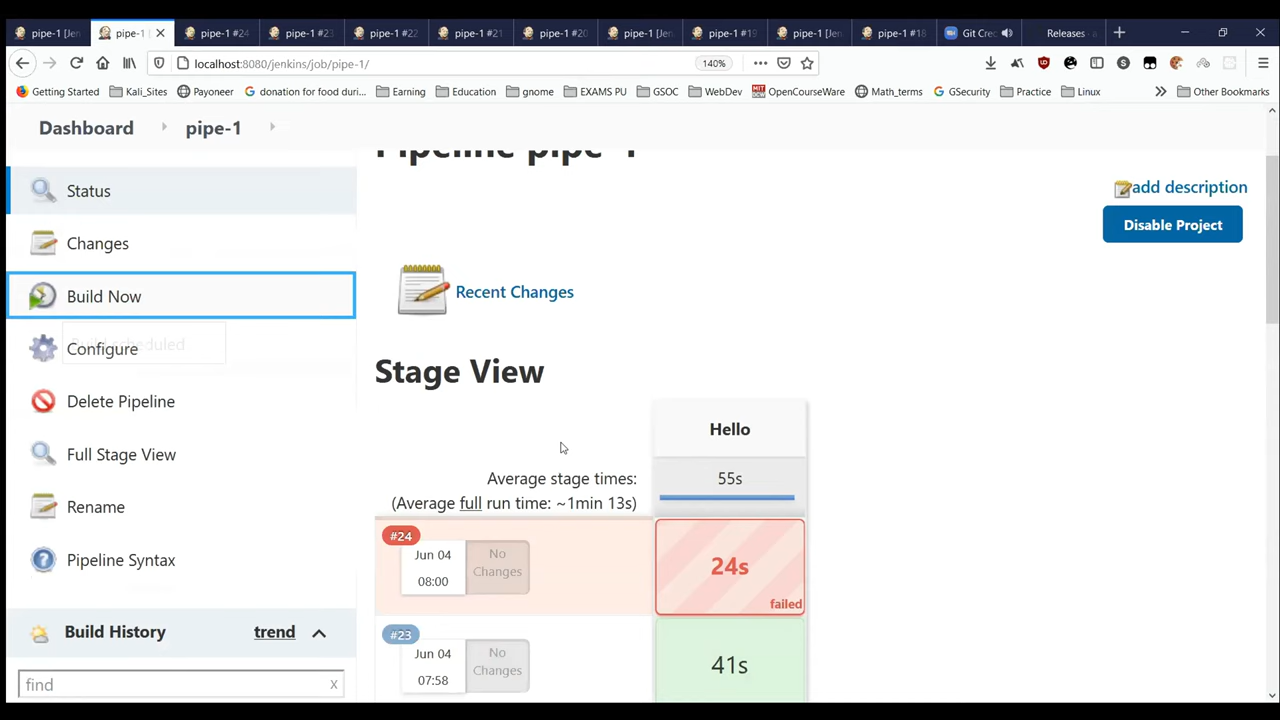 pipe-1 [Jen
pipe-1 [
pipe-1 #24
pipe-1 #23
pipe-1 #22
pipe-1 #21
pipe-1 #20
pipe-1 [Jen
pipe-1 #19
pipe-1 [Jen
pipe-1 #18
Git Crec
Releases · a
localhost:8080/jenkins/job/pipe-1/
140%
Getting Started
Kali_Sites
Payoneer
donation for food duri...
Earning
Education
gnome
EXAMS PU
GSOC
WebDev
OpenCourseWare
Math_terms
GSecurity
Practice
Linux
Other Bookmarks
Dashboard
pipe-1
Pipeline pipe-1
Status
add description
Disable Project
Changes
Build Now
Recent Changes
Build scheduled
Configure
Stage View
Delete Pipeline
Hello
Full Stage View
Average stage times:
55s
(Average full run time: ~1min 13s)
Rename
#24
Jun 04
08:00
No
Changes
24s
failed
Pipeline Syntax
Build History
trend
#23
Jun 04
07:58
No
Changes
41s
find
x